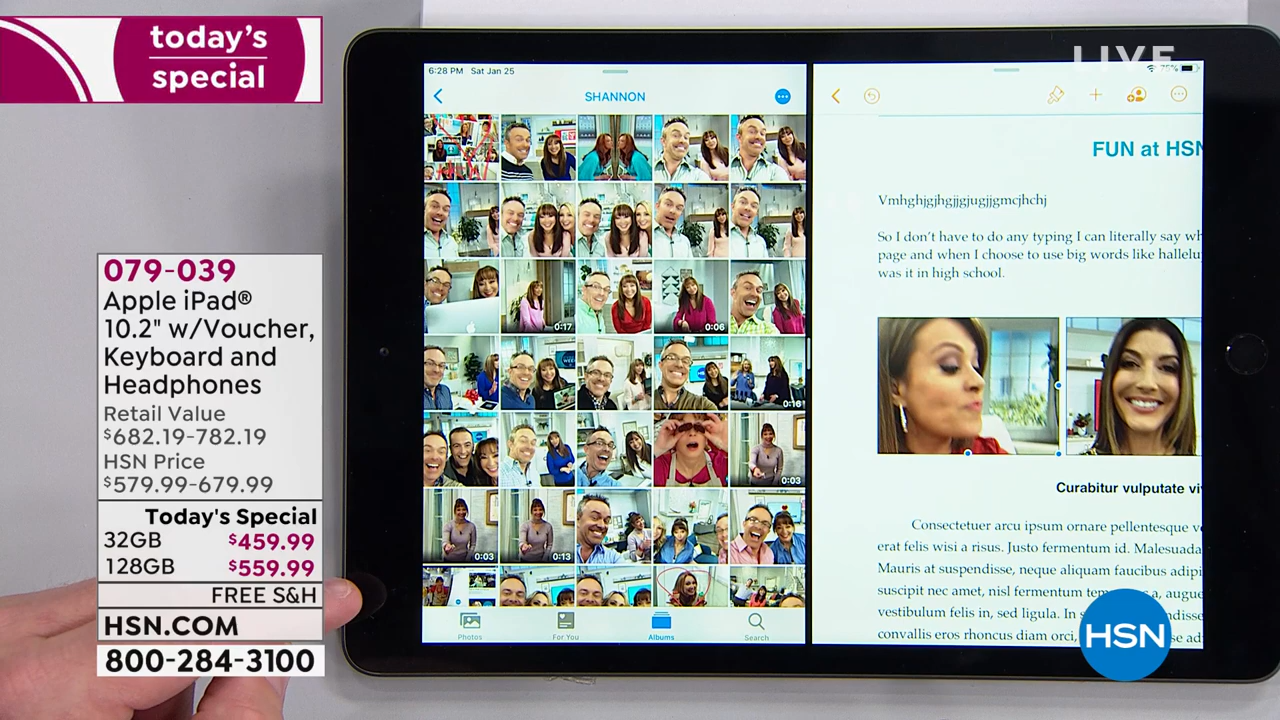 today's
special
079-039
Apple iPad®
10.2" w/Voucher,
Keyboard and
Headphones
Retail Value
$682.19-782.19
HSN Price
$579.99-679.99
Today's Special
32GB $459.99
128GB $559.99
FREE S&H
HSN.COM
800-284-3100
LIVE
6:28 PM Sat Jan 25
75%
SHANNON
0:17
0:06
0:16
0:03
0:03
0:13
Photos
For You
Albums
Search
FUN at HSN
Vmhghjgjhgjjgjugjjgmcjhchj
So I don't have to do any typing I can literally say wh
page and when I choose to use big words like hallelu
was it in high school.
Curabitur vulputate vi
Consectetuer arcu ipsum ornare pellentesque v
erat felis wisi a risus. Justo fermentum id. Malesuada
Mauris at suspendisse, neque aliquam faucibus adipi
suscipit nec amet, nisl fermentum tem a, augue
vestibulum felis in, sed ligula. In
convallis eros rhoncus diam orci,
HSN